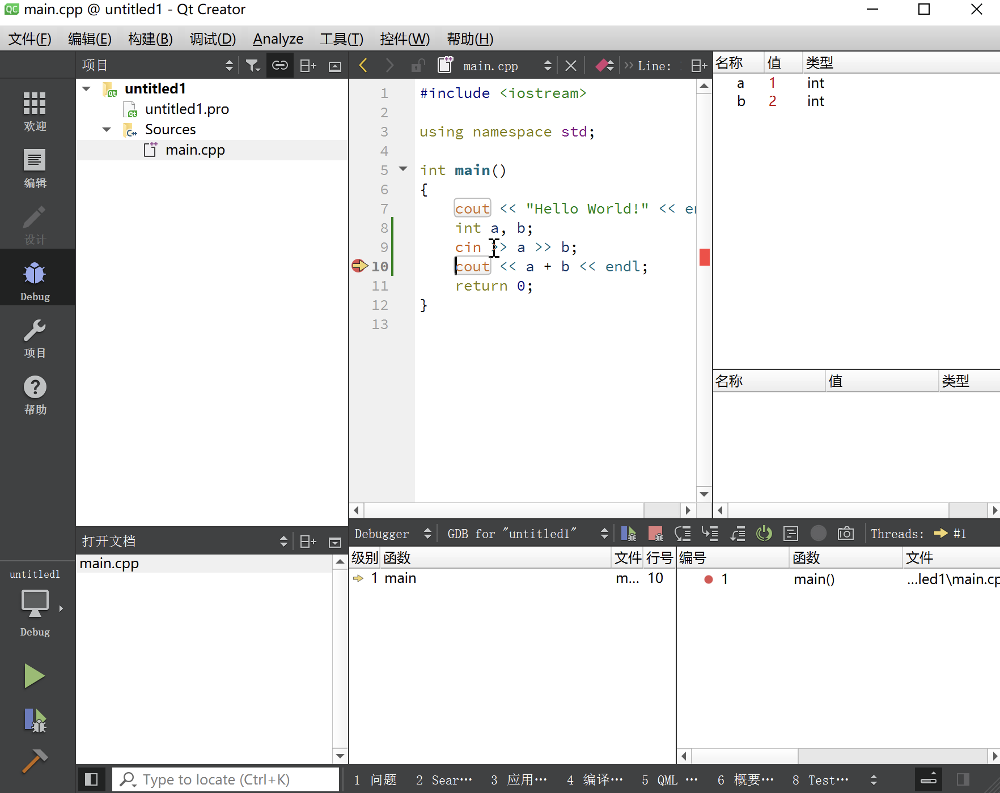 main.cpp @ untitled1 - Qt Creator
文件(F) 编辑(E) 构建(B) 调试(D) Analyze 工具(T) 控件(W) 帮助(H)
欢迎
编辑
设计
Debug
项目
帮助
untitled1
Debug
项目
untitled1
untitled1.pro
Sources
main.cpp
打开文档
main.cpp
main.cpp
Line:
1 #include <iostream>
2
3 using namespace std;
4
5 int main()
6 {
7 cout << "Hello World!" << en
8 int a, b;
9 cin >> a >> b;
10 cout << a + b << endl;
11 return 0;
12 }
13
名称 值 类型
a 1 int
b 2 int
名称 值 类型
Debugger GDB for "untitled1" Threads: #1
级别 函数 文件 行号
1 main m... 10
编号 函数 文件
1 main() ...led1\main.cp
Type to locate (Ctrl+K) 1 问题 2 Sear… 3 应用… 4 编译… 5 QML … 6 概要… 8 Test…